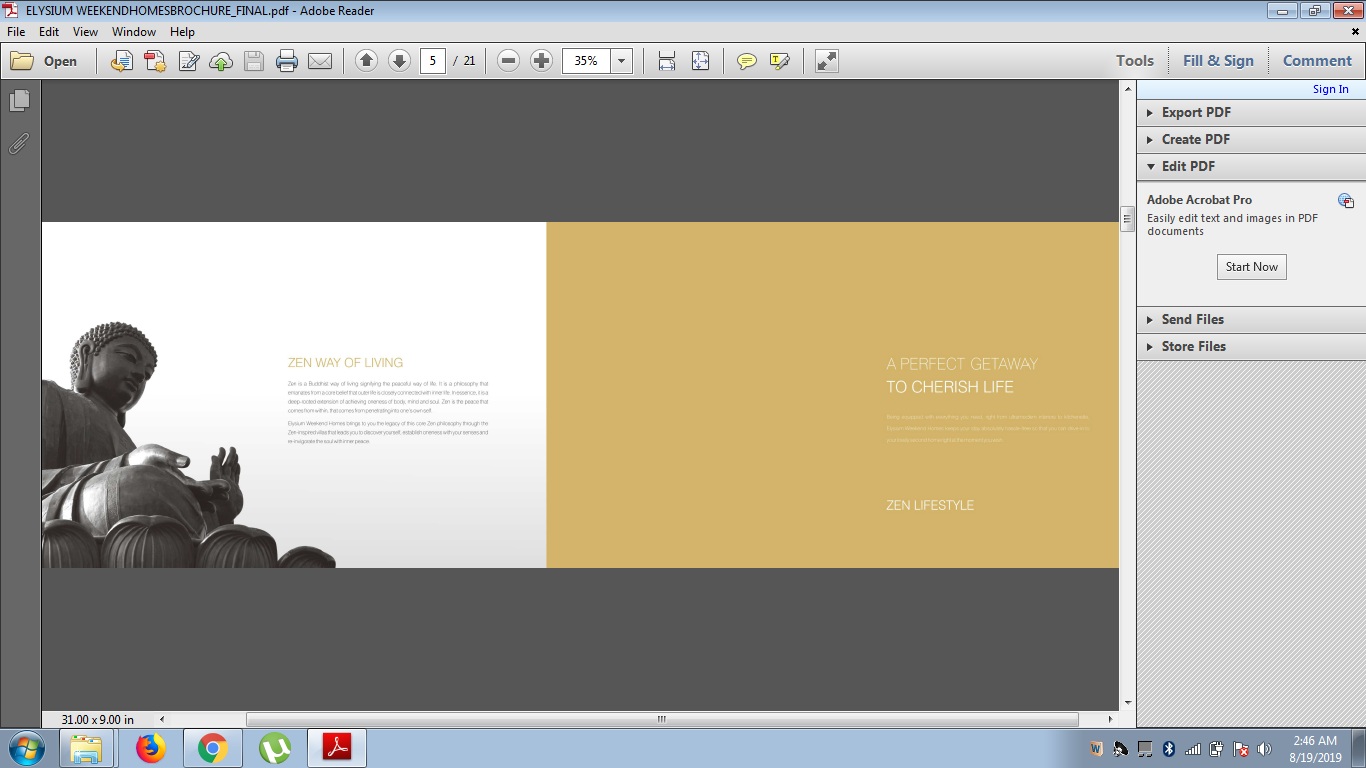 ELYSIUM WEEKENDHOMESBROCHURE_FINAL.pdf - Adobe Reader
File Edit View Window Help
Open 5 / 21 35% Tools Fill & Sign Comment
Sign In
Export PDF
Create PDF
Edit PDF
Adobe Acrobat Pro
Easily edit text and images in PDF
documents
Start Now
Send Files
Store Files
ZEN WAY OF LIVING
Zen is a Buddhist way of living signifying the peaceful way of life. It is a philosophy that
emanates from a core belief that outer life is closely connected with inner life. In essence, it is a
deep-rooted extension of achieving oneness of body, mind and soul. Zen is the peace that
comes from within, that comes from penetrating into one's own self.
Elysium Weekend Homes brings to you the legacy of this core Zen philosophy through the
Zen-inspired villas that leads you to discover yourself, establish oneness with your senses and
re-invigorate the soul with inner peace.
A PERFECT GETAWAY
TO CHERISH LIFE
Elysium Weekend Homes
ZEN LIFESTYLE
31.00 x 9.00 in
2:46 AM
8/19/2019